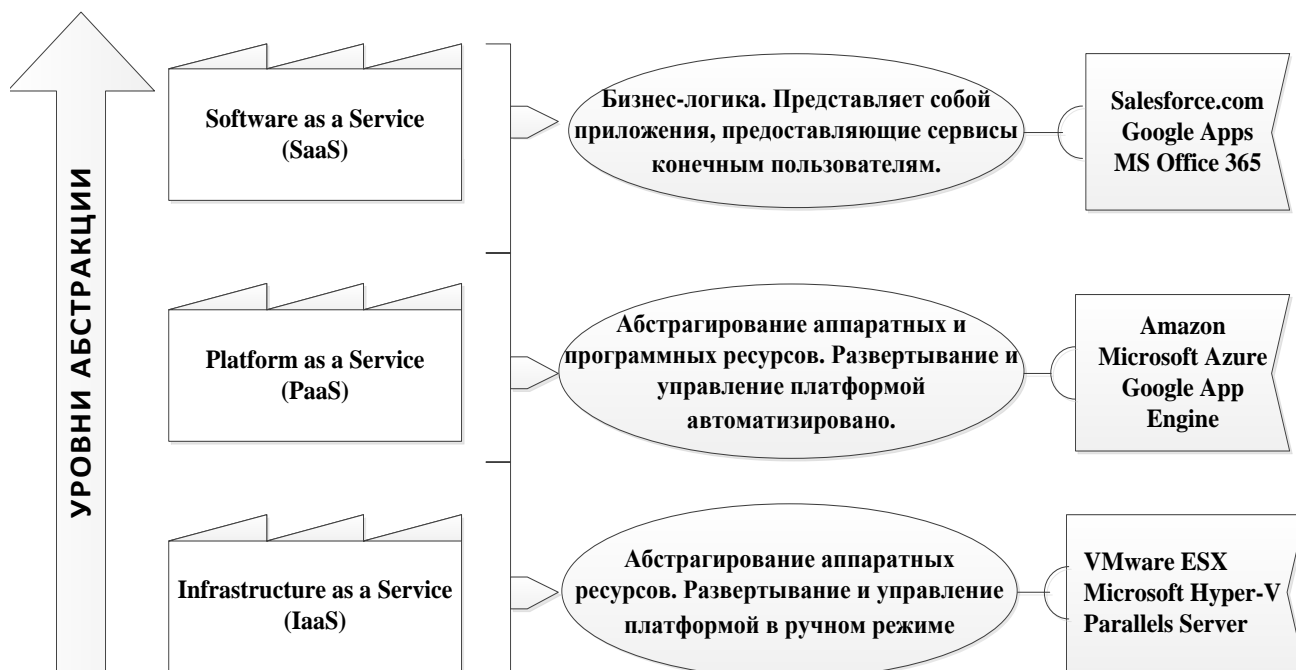 УРОВНИ АБСТРАКЦИИ
Software as a Service
(SaaS)
Бизнес-логика. Представляет собой
приложения, предоставляющие сервисы
конечным пользователям.
Salesforce.com
Google Apps
MS Office 365
Platform as a Service
(PaaS)
Абстрагирование аппаратных и
программных ресурсов. Развертывание и
управление платформой
автоматизировано.
Amazon
Microsoft Azure
Google App
Engine
Infrastructure as a Service
(IaaS)
Абстрагирование аппаратных
ресурсов. Развертывание и управление
платформой в ручном режиме
VMware ESX
Microsoft Hyper-V
Parallels Server